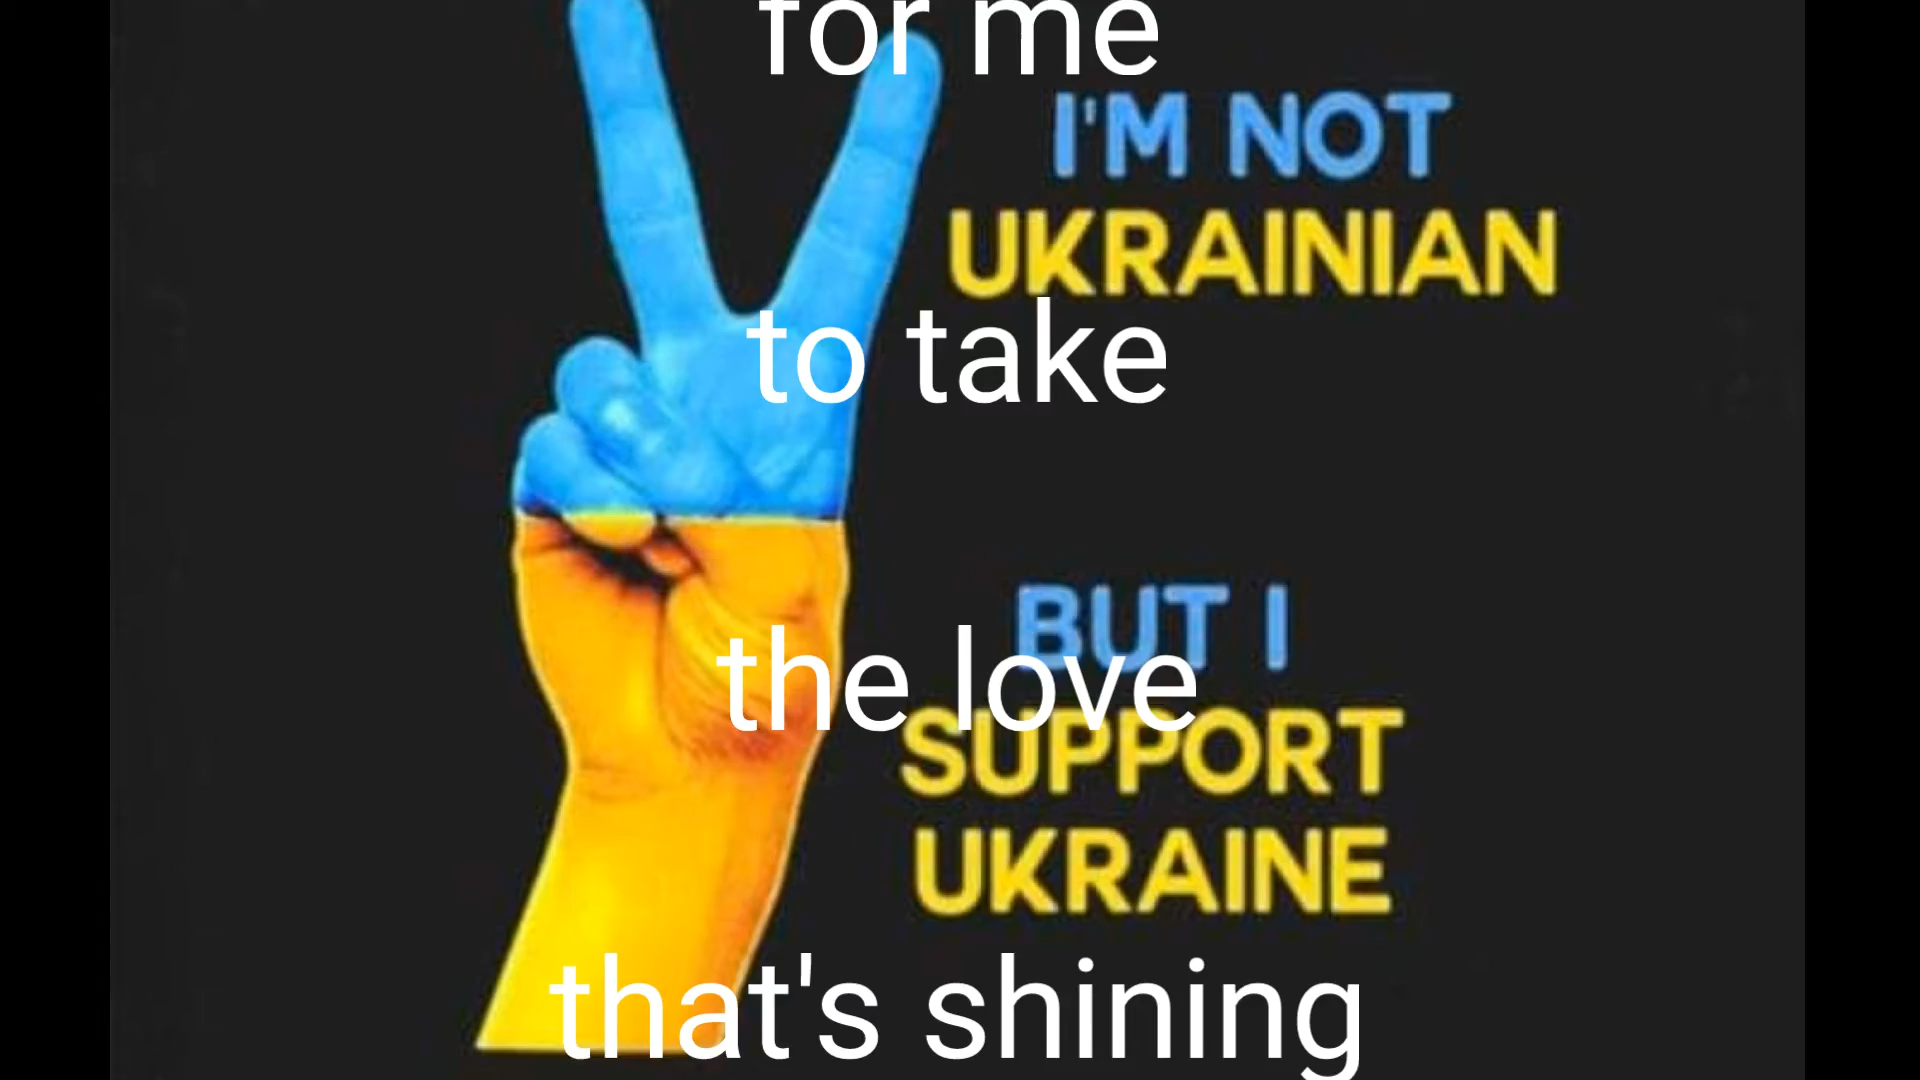 for me
I'M NOT
UKRAINIAN
to take
BUT I
the love
SUPPORT
UKRAINE
that's shining